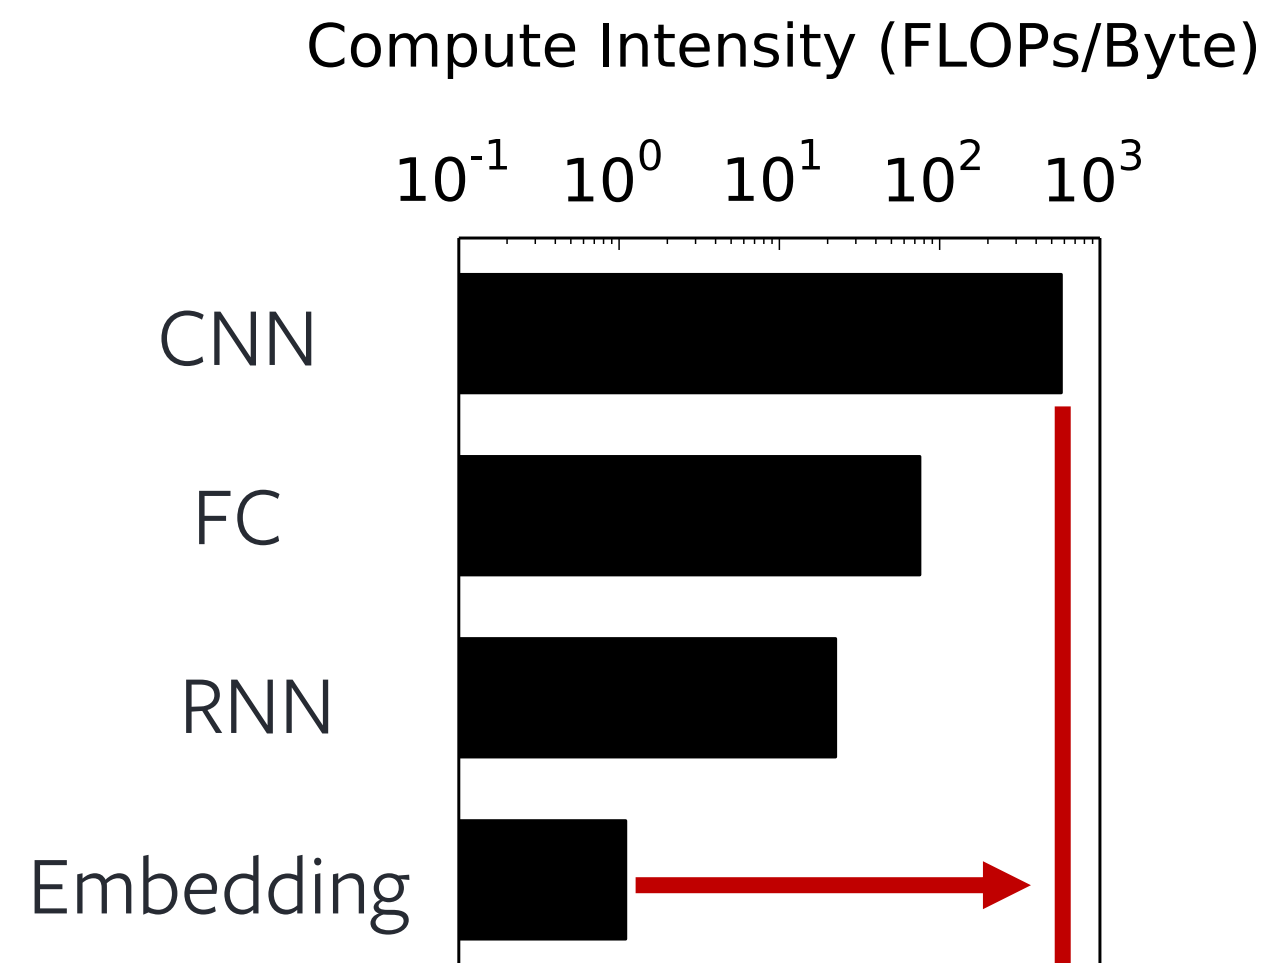 Compute Intensity (FLOPs/Byte)
10⁻¹ 10⁰ 10¹ 10² 10³
CNN
FC
RNN
Embedding